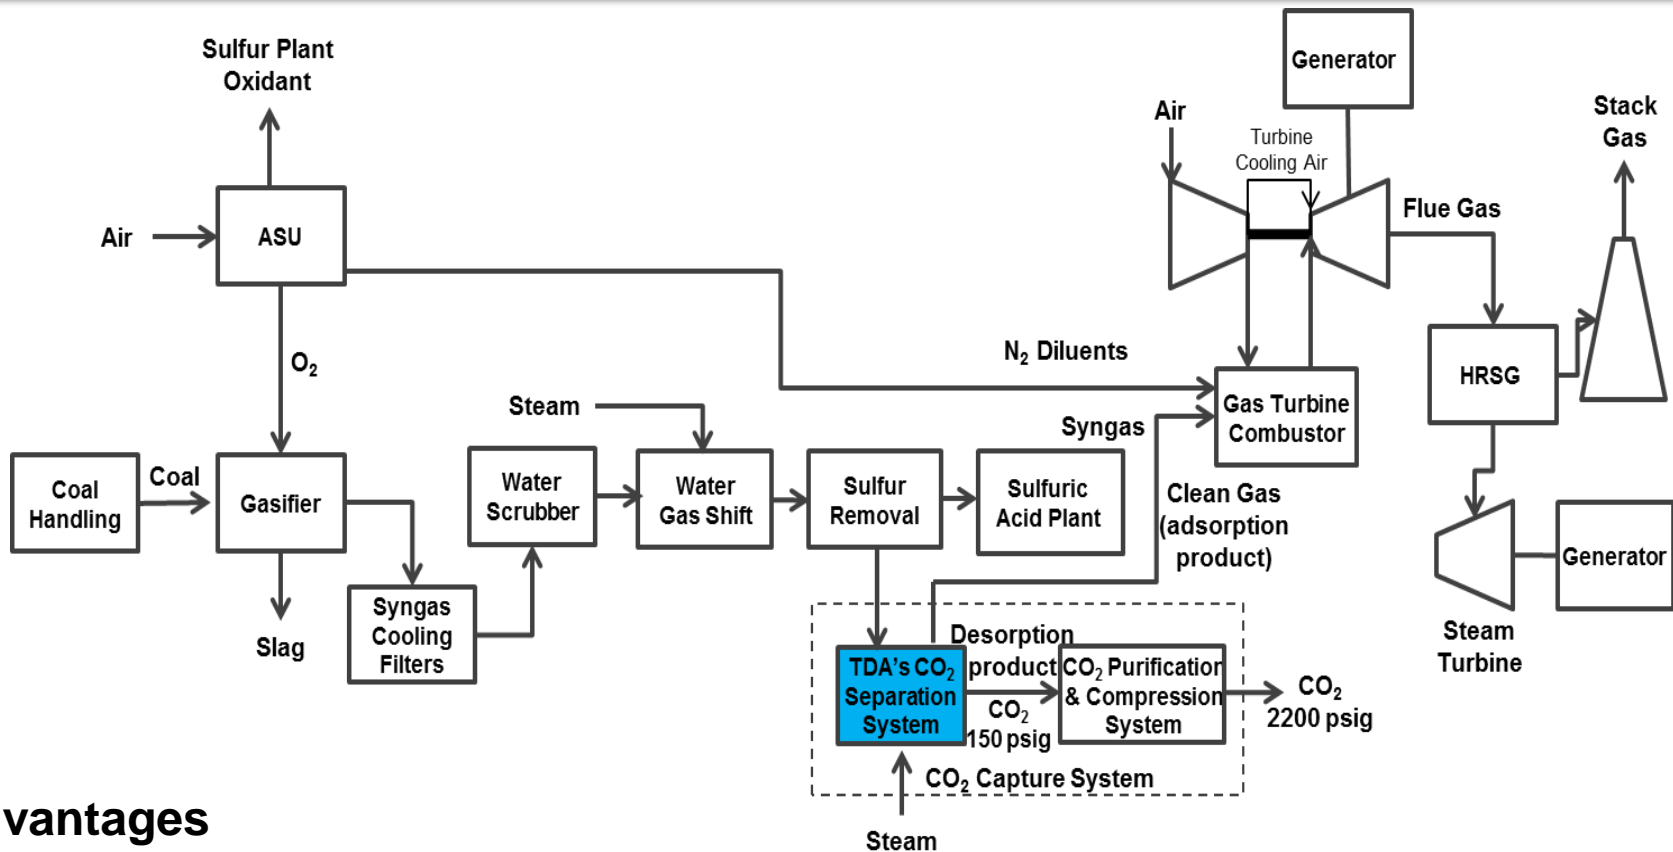 Sulfur Plant
Oxidant
Air
ASU
O₂
Coal
Handling
Coal
Gasifier
Slag
Syngas
Cooling
Filters
Water
Scrubber
Steam
Water
Gas Shift
Sulfur
Removal
Sulfuric
Acid Plant
N₂ Diluents
Syngas
Clean Gas
(adsorption
product)
Gas Turbine
Combustor
Air
Turbine
Cooling Air
Generator
Flue Gas
Stack
Gas
HRSG
Steam
Turbine
Generator
TDA's CO₂
Separation
System
Desorption
product
CO₂
150 psig
CO₂ Purification
& Compression
System
CO₂
2200 psig
CO₂ Capture System
Steam
vantages